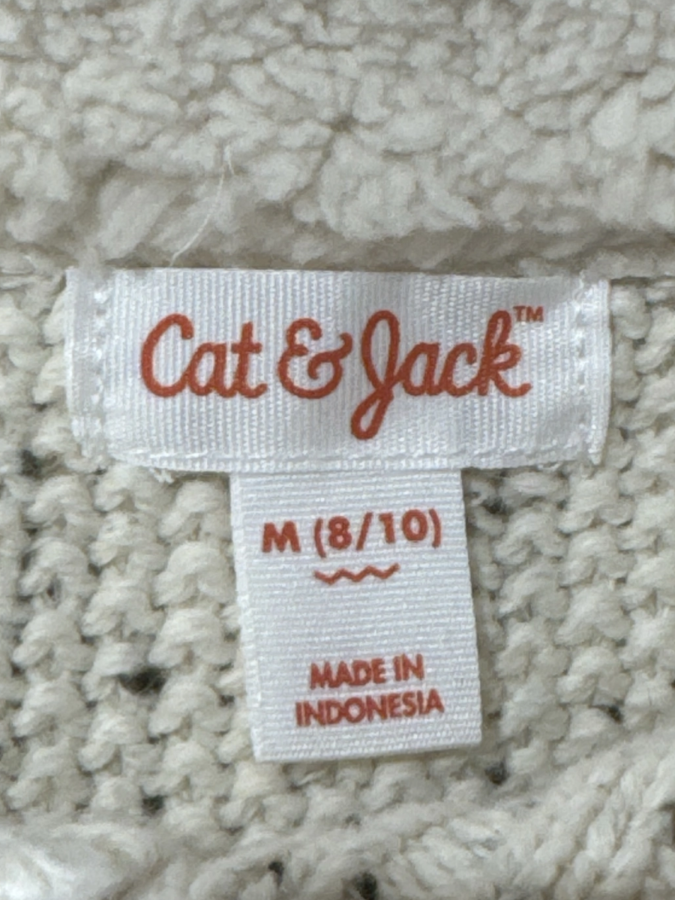 Cat & Jack™
M (8/10)
MADE IN
INDONESIA